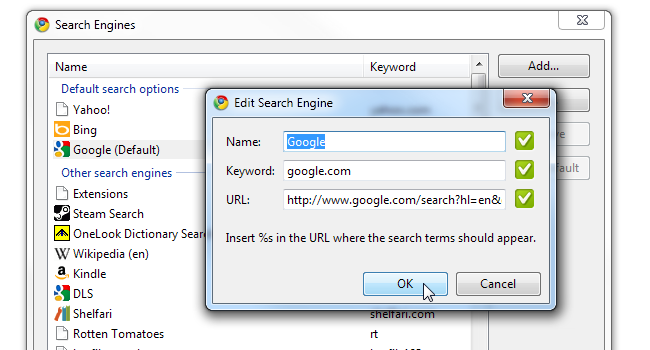 Search Engines
Name Keyword Add...
Default search options
Yahoo!
Bing
Google (Default)
Other search engines
Extensions
Steam Search
OneLook Dictionary Sear
Wikipedia (en)
Kindle
DLS
Shelfari shelfari.com
Rotten Tomatoes rt
Edit Search Engine
Name: Google
Keyword: google.com
URL: http://www.google.com/search?hl=en&
Insert %s in the URL where the search terms should appear.
OK Cancel